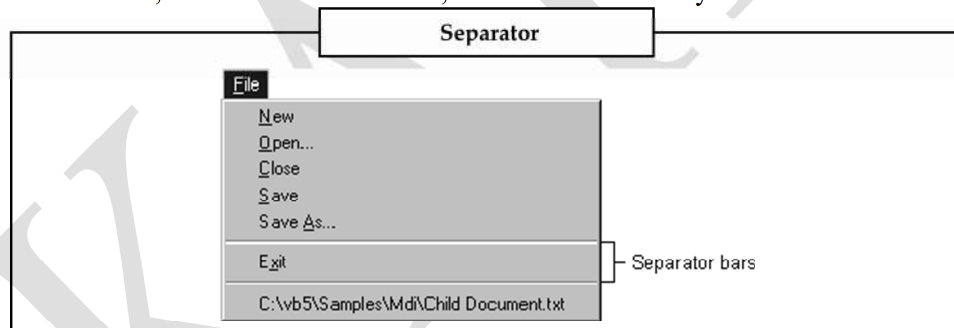 Separator
File
New
Open...
Close
Save
Save As...
Exit
Separator bars
C:\vb5\Samples\Mdi\Child Document.txt